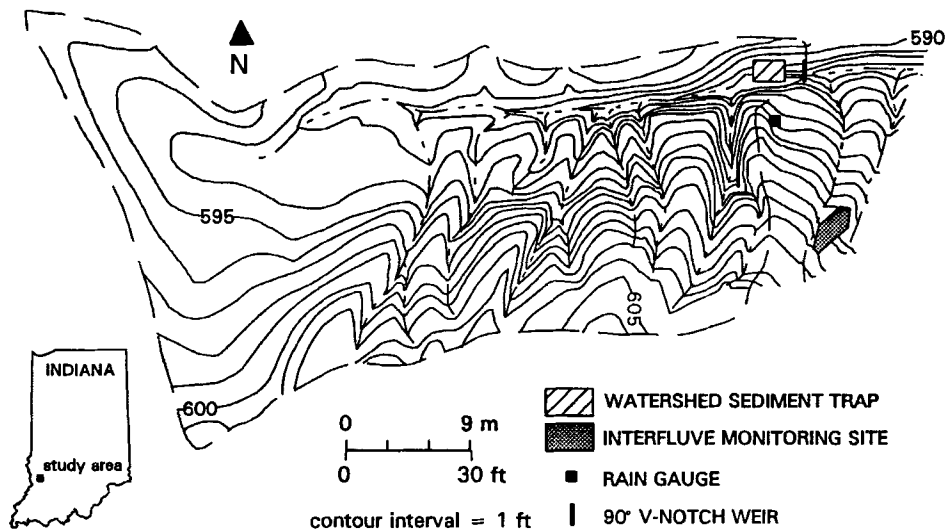 590
N
595
605
600
INDIANA
study area
0 9 m
0 30 ft
contour interval = 1 ft
WATERSHED SEDIMENT TRAP
INTERFLUVE MONITORING SITE
RAIN GAUGE
90° V-NOTCH WEIR